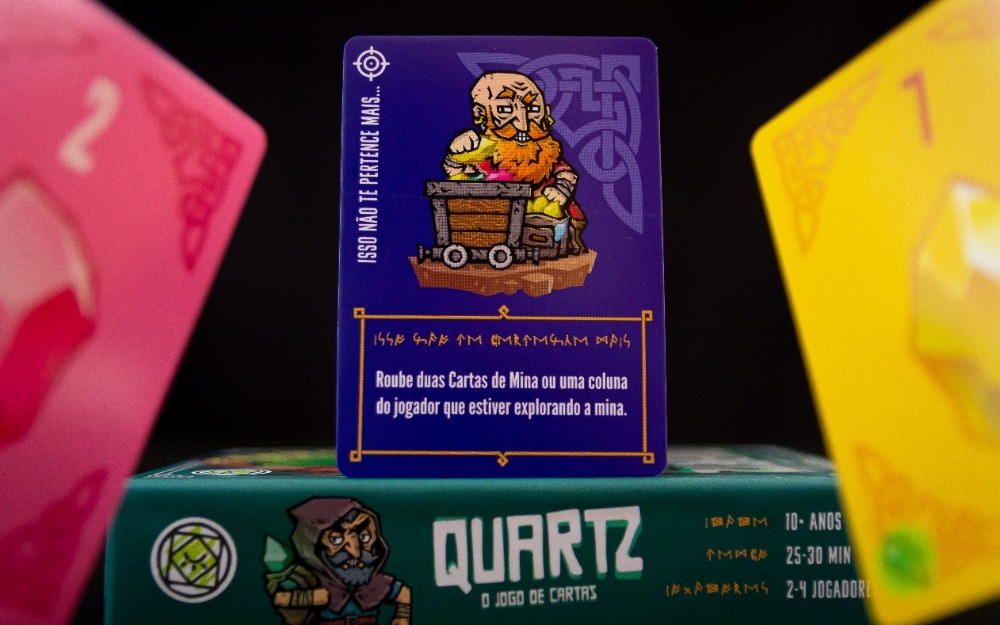 2
1
ISSO NÃO TE PERTENCE MAIS...
Roube duas Cartas de Mina ou uma coluna
do jogador que estiver explorando a mina.
QUARTZ
O JOGO DE CARTAS
10+ ANOS
25-30 MIN
2-4 JOGADORE